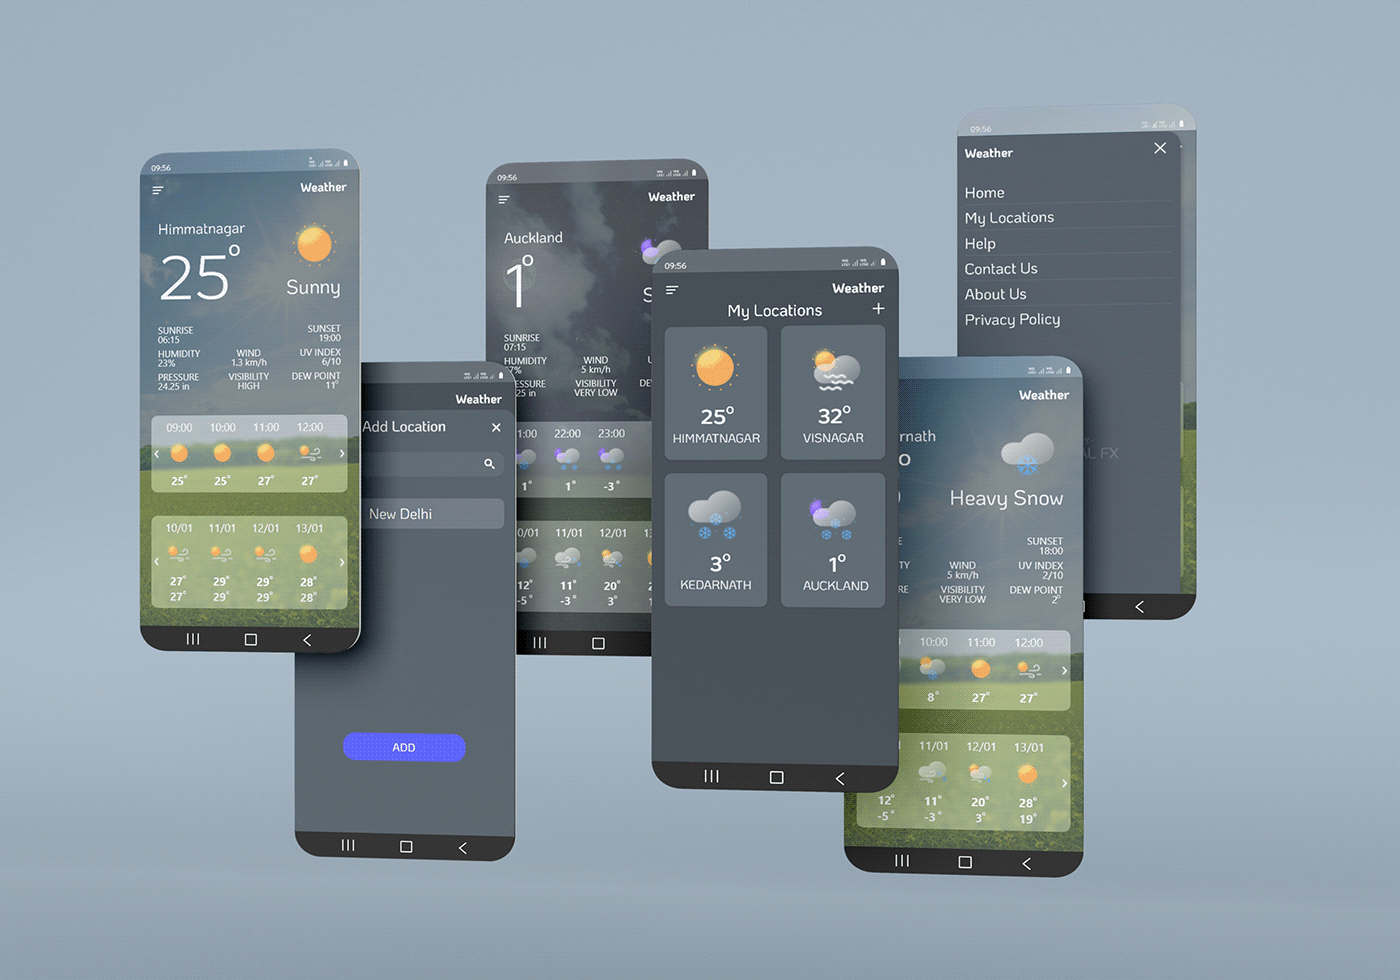 09:56
Weather
Himmatnagar
25°
Sunny
SUNRISE
06:15
SUNSET
19:00
HUMIDITY
23%
WIND
1.3 km/h
UV INDEX
6/10
PRESSURE
24.25 in
VISIBILITY
HIGH
DEW POINT
11°
09:00 10:00 11:00 12:00
25° 25° 27° 27°
10/01 11/01 12/01 13/01
27° 29° 29° 28°
27° 29° 29° 28°
Weather
Add Location
New Delhi
ADD
09:56
Weather
Auckland
1°
S
SUNRISE
07:15
HUMIDITY
7%
WIND
5 km/h
U
ESSURE
25 in
VISIBILITY
VERY LOW
DEW
1:00 22:00 23:00
1° 1° -3°
0/01 11/01 12/01 1
12° 11° 20° 2
-5° -3° 3° 1
09:56
Weather
My Locations
25°
HIMMATNAGAR
32°
VISNAGAR
3°
KEDARNATH
1°
AUCKLAND
Weather
rnath
Heavy Snow
SUNSET
18:00
TY
WIND
5 km/h
UV INDEX
2/10
RE
VISIBILITY
VERY LOW
DEW POINT
2°
10:00 11:00 12:00
8° 27° 27°
11/01 12/01 13/01
12° 11° 20° 28°
-5° -3° 3° 19°
09:56
Weather
Home
My Locations
Help
Contact Us
About Us
Privacy Policy
AL FX